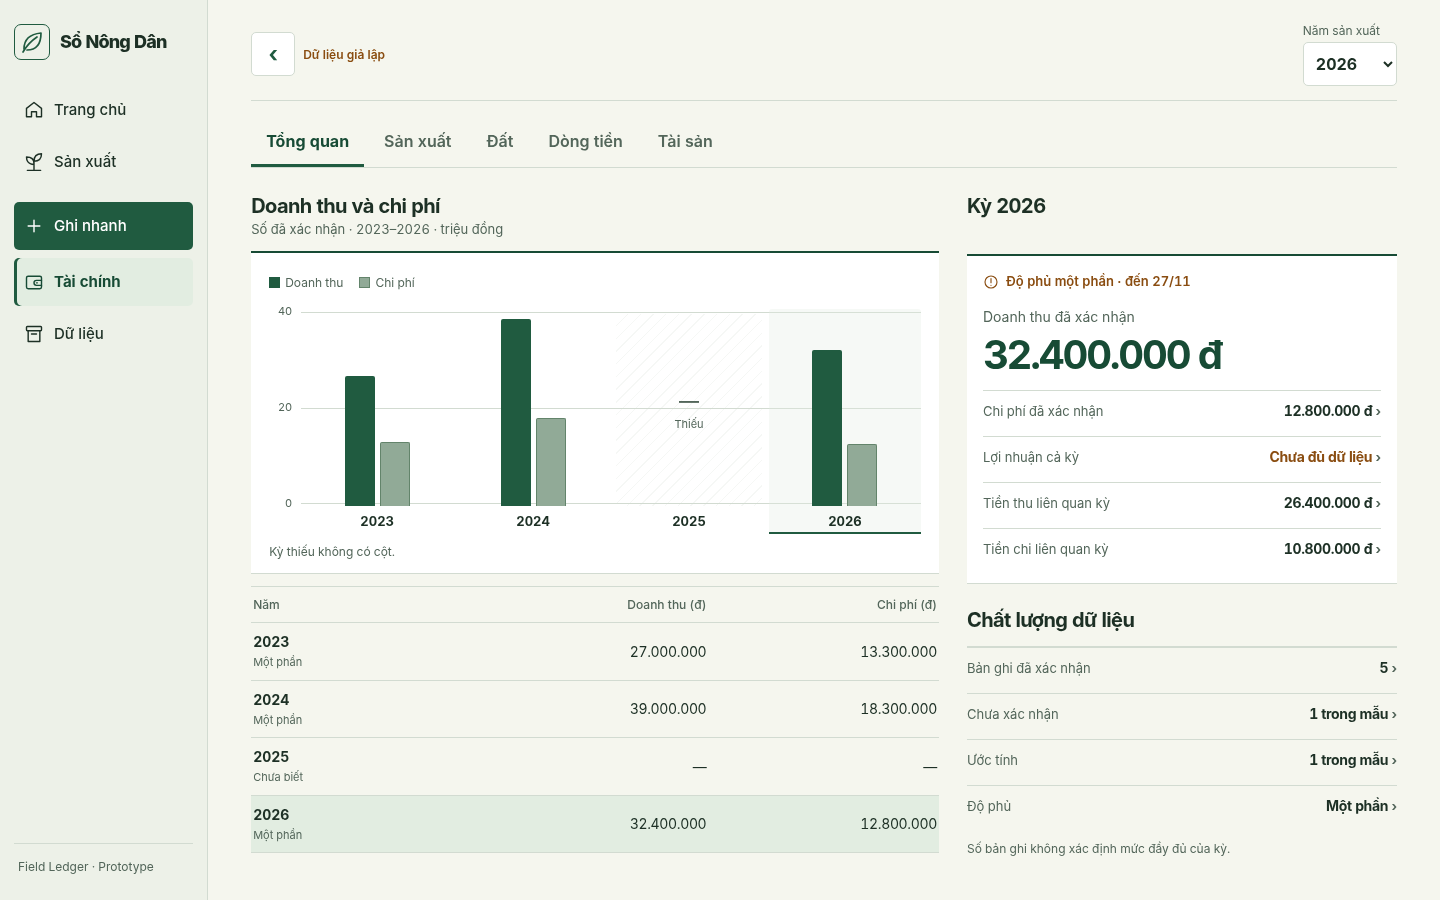 Sổ Nông Dân
Trang chủ
Sản xuất
Ghi nhanh
Tài chính
Dữ liệu
Field Ledger · Prototype
‹ Dữ liệu giả lập
Năm sản xuất
2026
Tổng quan Sản xuất Đất Dòng tiền Tài sản
Doanh thu và chi phí
Số đã xác nhận · 2023–2026 · triệu đồng
Doanh thu Chi phí
40
20
0
—
Thiếu
2023 2024 2025 2026
Kỳ thiếu không có cột.
Năm Doanh thu (đ) Chi phí (đ)
2023
Một phần
27.000.000 13.300.000
2024
Một phần
39.000.000 18.300.000
2025
Chưa biết
— —
2026
Một phần
32.400.000 12.800.000
Kỳ 2026
Độ phủ một phần · đến 27/11
Doanh thu đã xác nhận
32.400.000 đ
Chi phí đã xác nhận 12.800.000 đ ›
Lợi nhuận cả kỳ Chưa đủ dữ liệu ›
Tiền thu liên quan kỳ 26.400.000 đ ›
Tiền chi liên quan kỳ 10.800.000 đ ›
Chất lượng dữ liệu
Bản ghi đã xác nhận 5 ›
Chưa xác nhận 1 trong mẫu ›
Ước tính 1 trong mẫu ›
Độ phủ Một phần ›
Số bản ghi không xác định mức đầy đủ của kỳ.